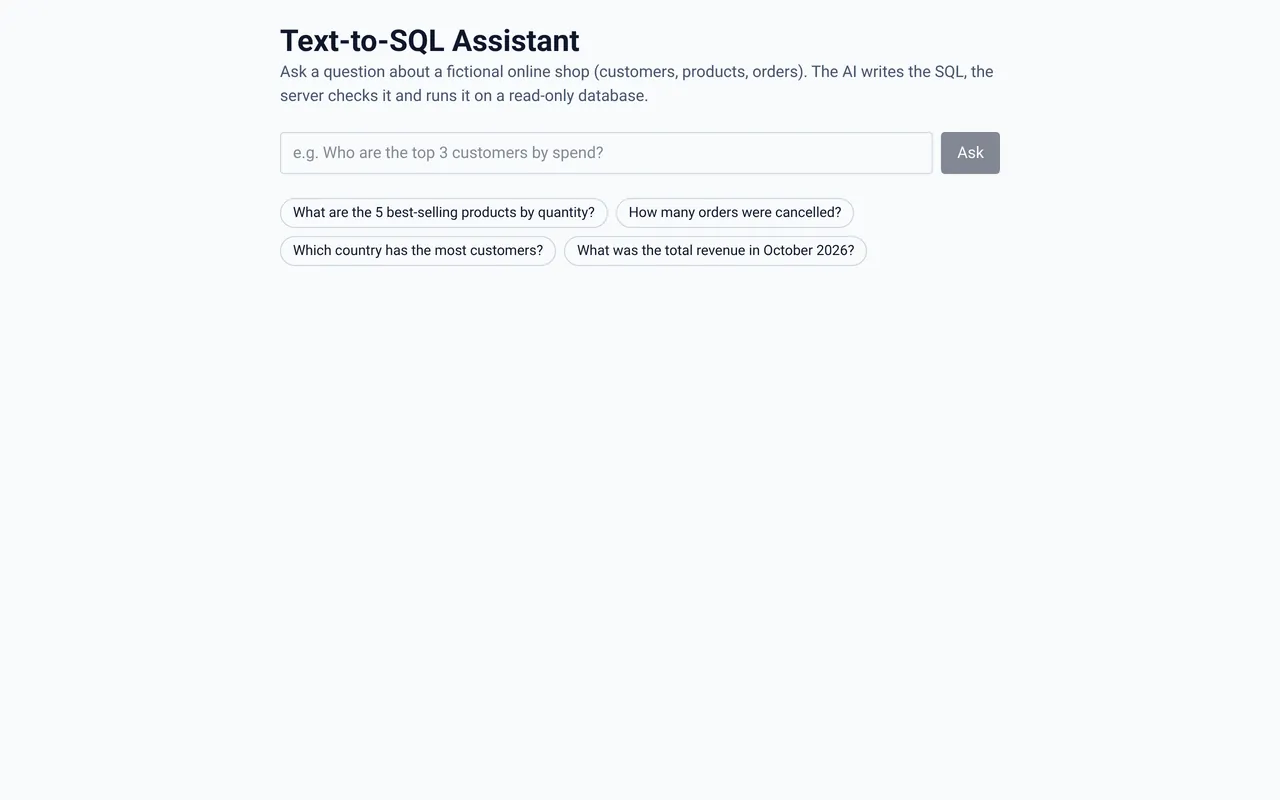 Text-to-SQL Assistant
Ask a question about a fictional online shop (customers, products, orders). The AI writes the SQL, the
server checks it and runs it on a read-only database.
e.g. Who are the top 3 customers by spend?
Ask
What are the 5 best-selling products by quantity?
How many orders were cancelled?
Which country has the most customers?
What was the total revenue in October 2026?